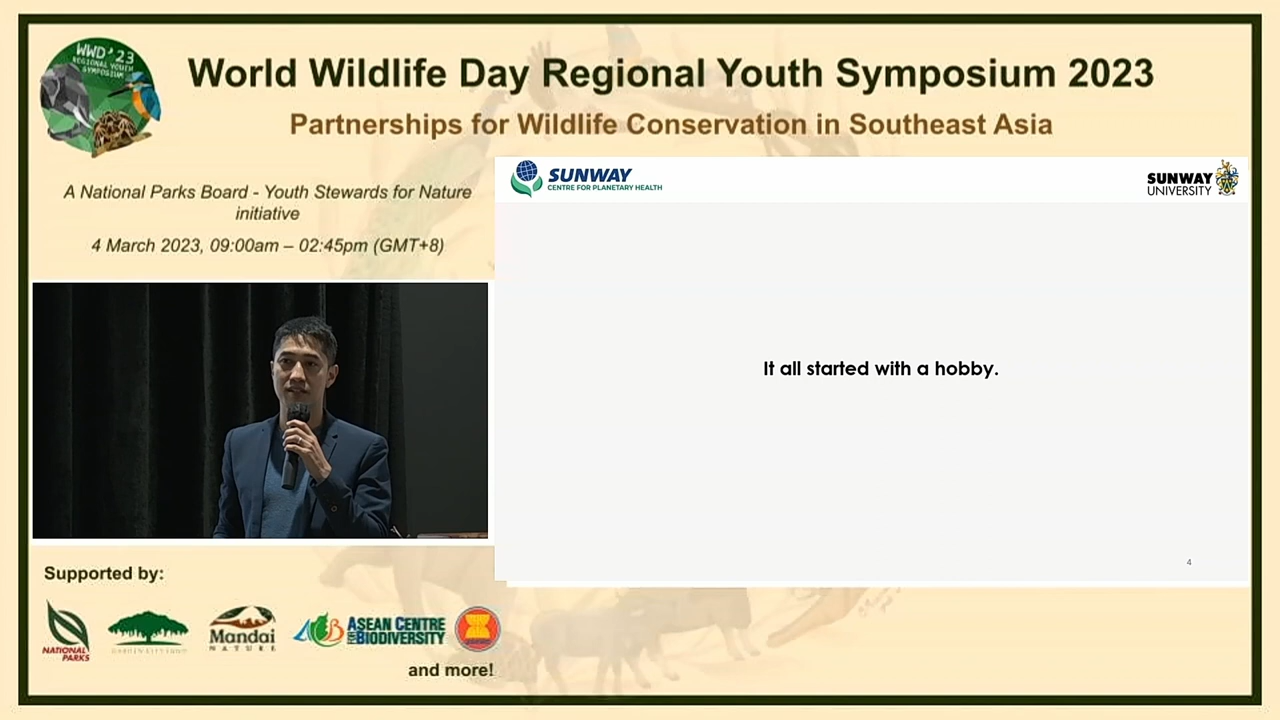 WWD'23
REGIONAL YOUTH
SYMPOSIUM
World Wildlife Day Regional Youth Symposium 2023
Partnerships for Wildlife Conservation in Southeast Asia
A National Parks Board - Youth Stewards for Nature
initiative
4 March 2023, 09:00am – 02:45pm (GMT+8)
SUNWAY
CENTRE FOR PLANETARY HEALTH
SUNWAY
UNIVERSITY
It all started with a hobby.
4
Supported by:
NATIONAL
PARKS
GARDEN CITY FUND
Mandai
NATURE
ASEAN CENTRE
FOR BIODIVERSITY
and more!